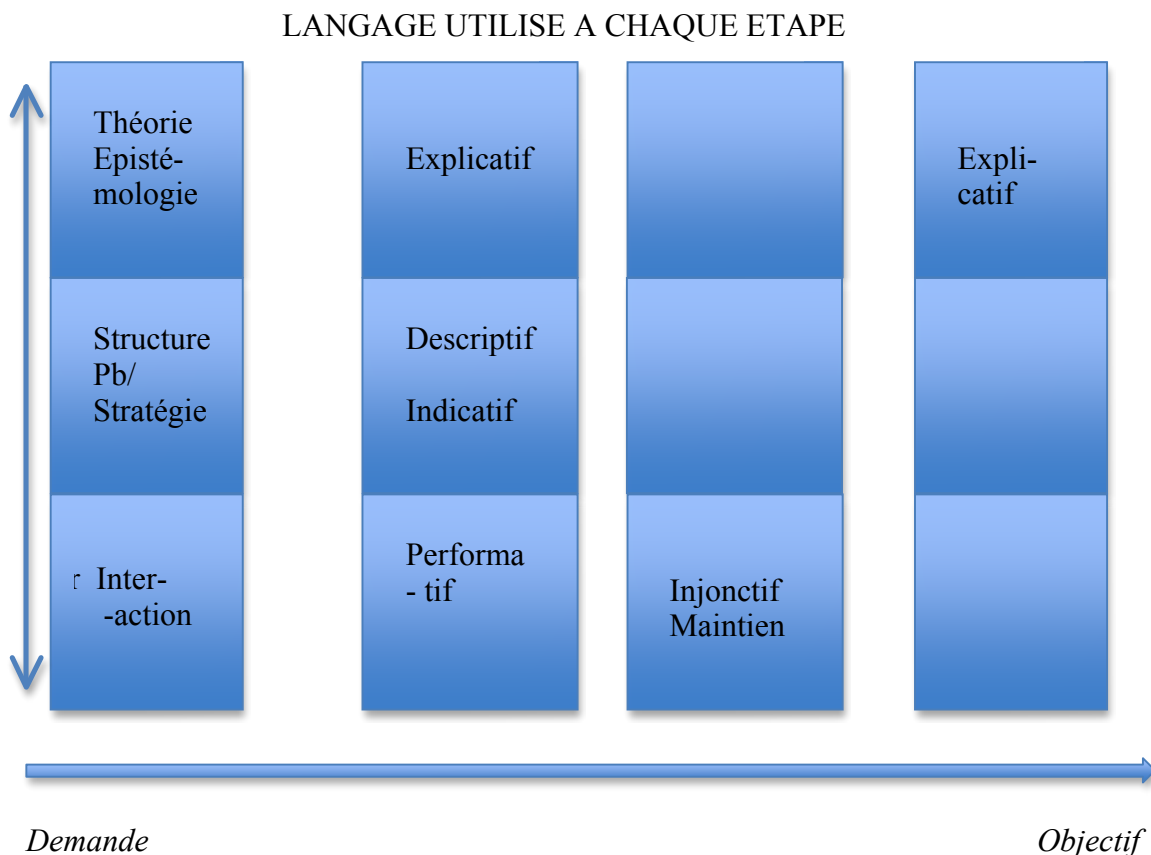 LANGAGE UTILISE A CHAQUE ETAPE
Théorie
Episté-
mologie
Explicatif
Expli-
catif
Structure
Pb/
Stratégie
Descriptif
Indicatif
r Inter-
-action
Performa
- tif
Injonctif
Maintien
Demande
Objectif